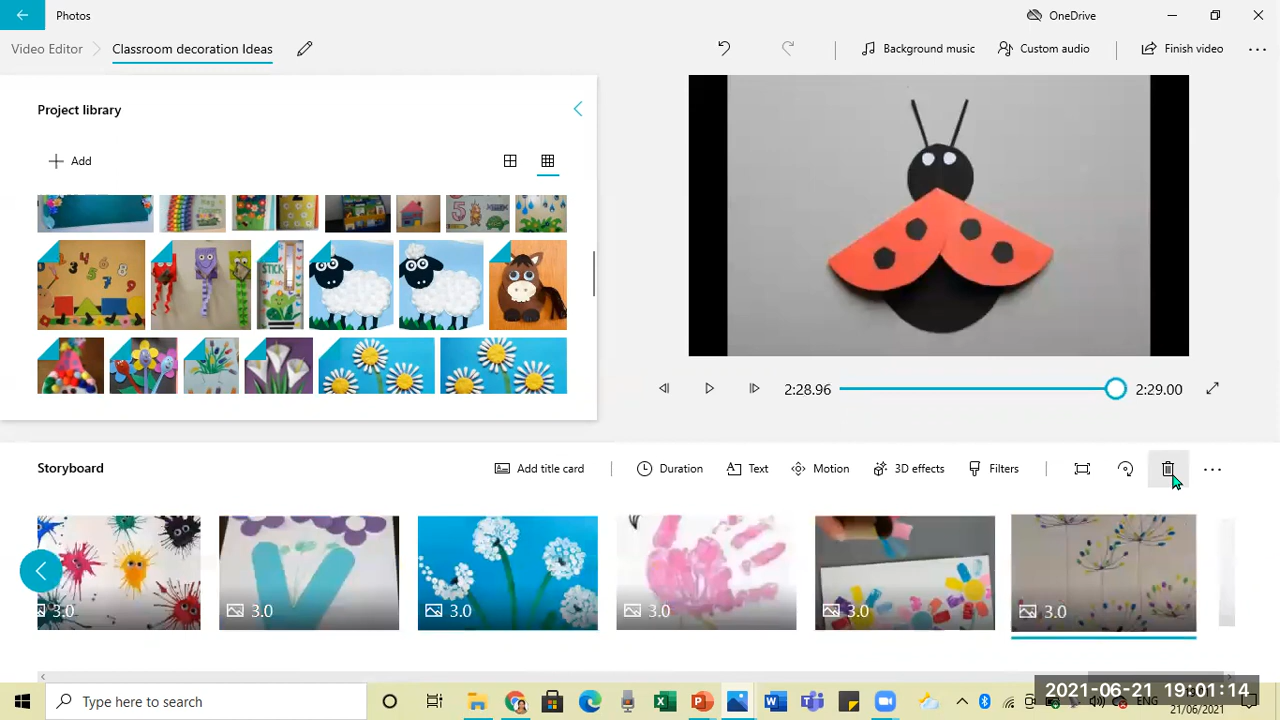 Photos
OneDrive
Video Editor
Classroom decoration Ideas
Background music
Custom audio
Finish video
Project library
Add
2:28.96
2:29.00
Storyboard
Add title card
Duration
Text
Motion
3D effects
Filters
3.0
3.0
3.0
3.0
3.0
3.0
Type here to search
ENG
2021-06-21 19:01:14
21/06/2021